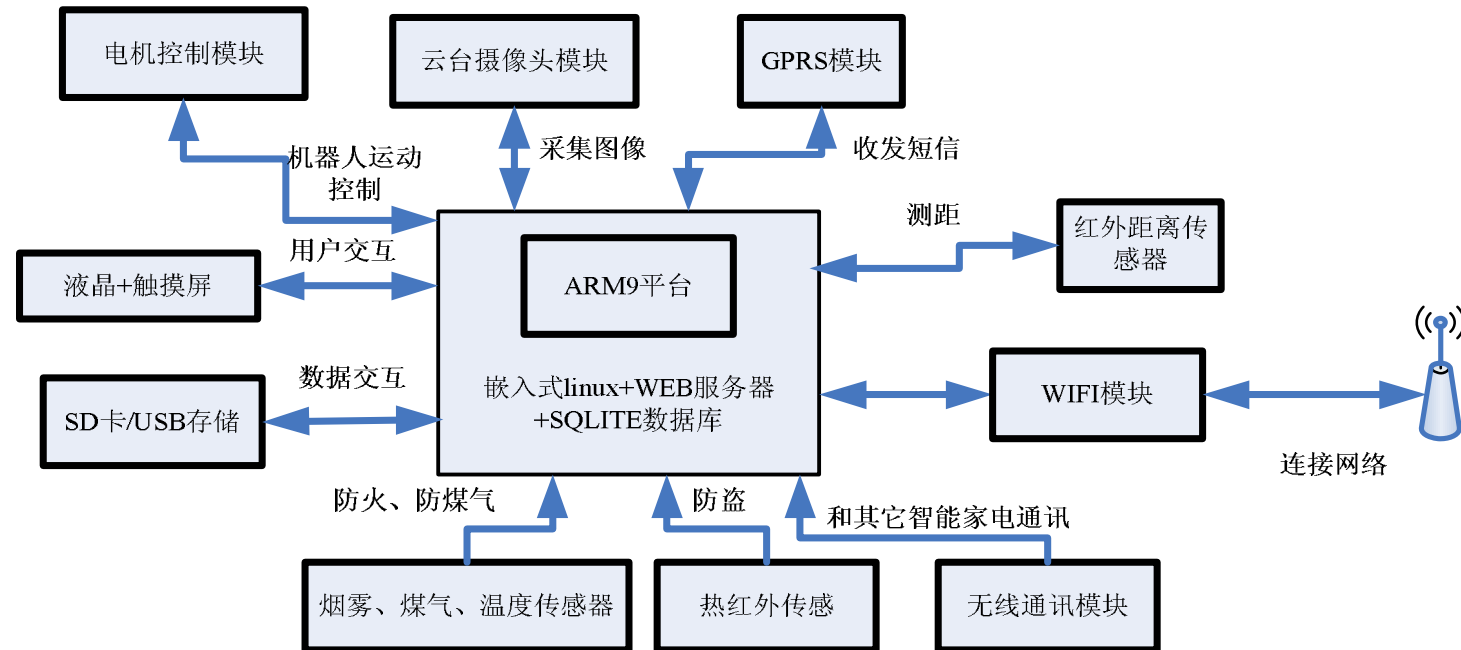 电机控制模块
云台摄像头模块
GPRS模块
采集图像
收发短信
机器人运动
控制
测距
红外距离传
感器
用户交互
液晶+触摸屏
ARM9平台
数据交互
SD卡/USB存储
嵌入式linux+WEB服务器
+SQLITE数据库
WIFI模块
连接网络
防火、防煤气
防盗
和其它智能家电通讯
烟雾、煤气、温度传感器
热红外传感
无线通讯模块